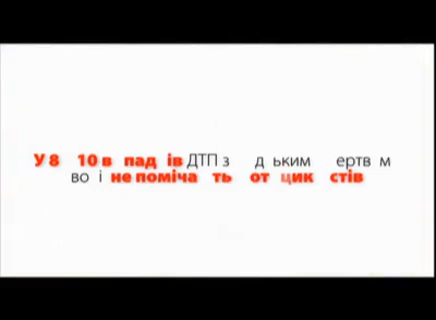 У 8 10 в пад ів ДТП з д ьким ертв м
во і не поміча ть от цик стів